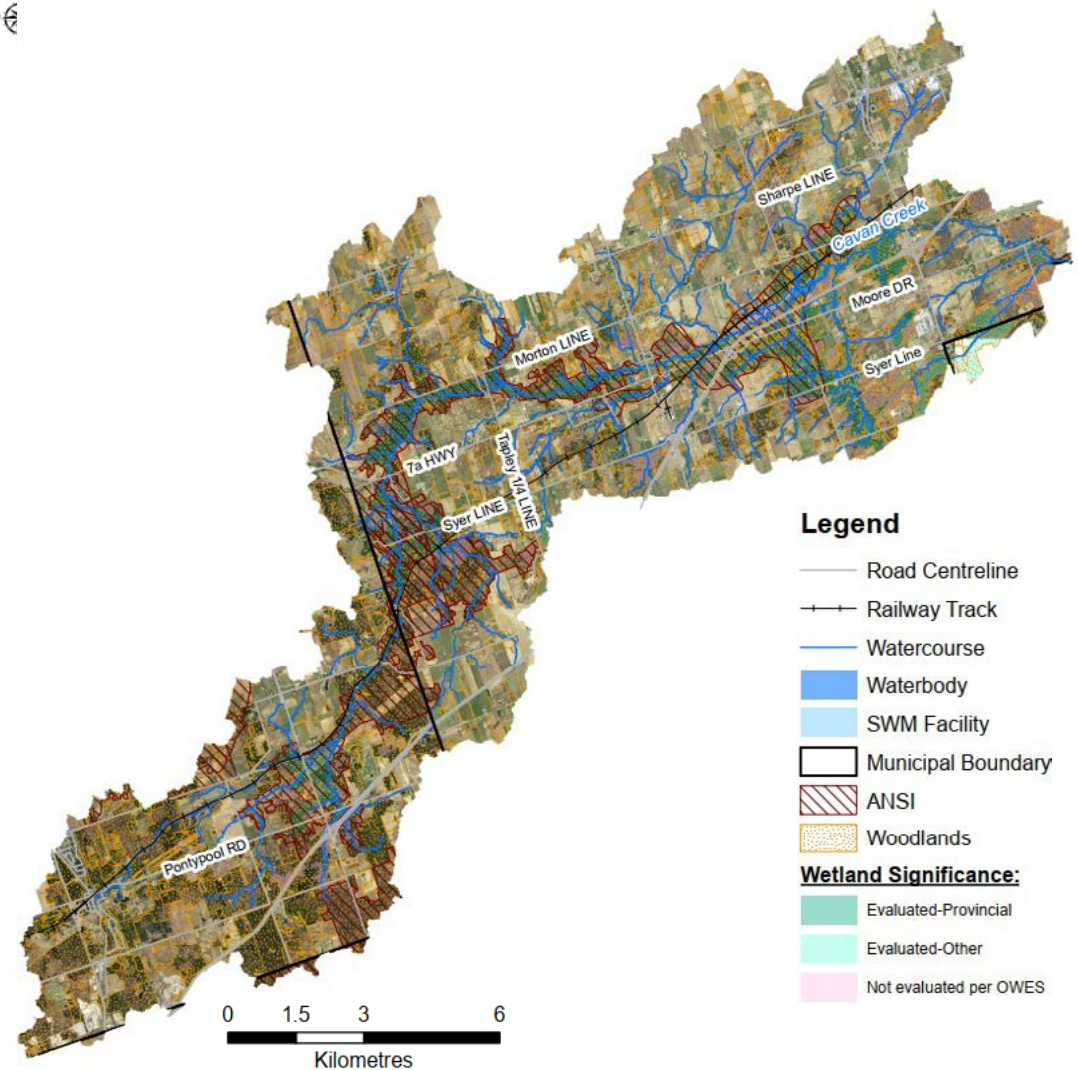 Sharpe LINE
Cavan Creek
Moore DR
Morton LINE
Syer Line
7a HWY
Tapley 1/4 LINE
Syer LINE
Pontypool RD
Legend
Road Centreline
Railway Track
Watercourse
Waterbody
SWM Facility
Municipal Boundary
ANSI
Woodlands
Wetland Significance:
Evaluated-Provincial
Evaluated-Other
Not evaluated per OWES
0 1.5 3 6
Kilometres